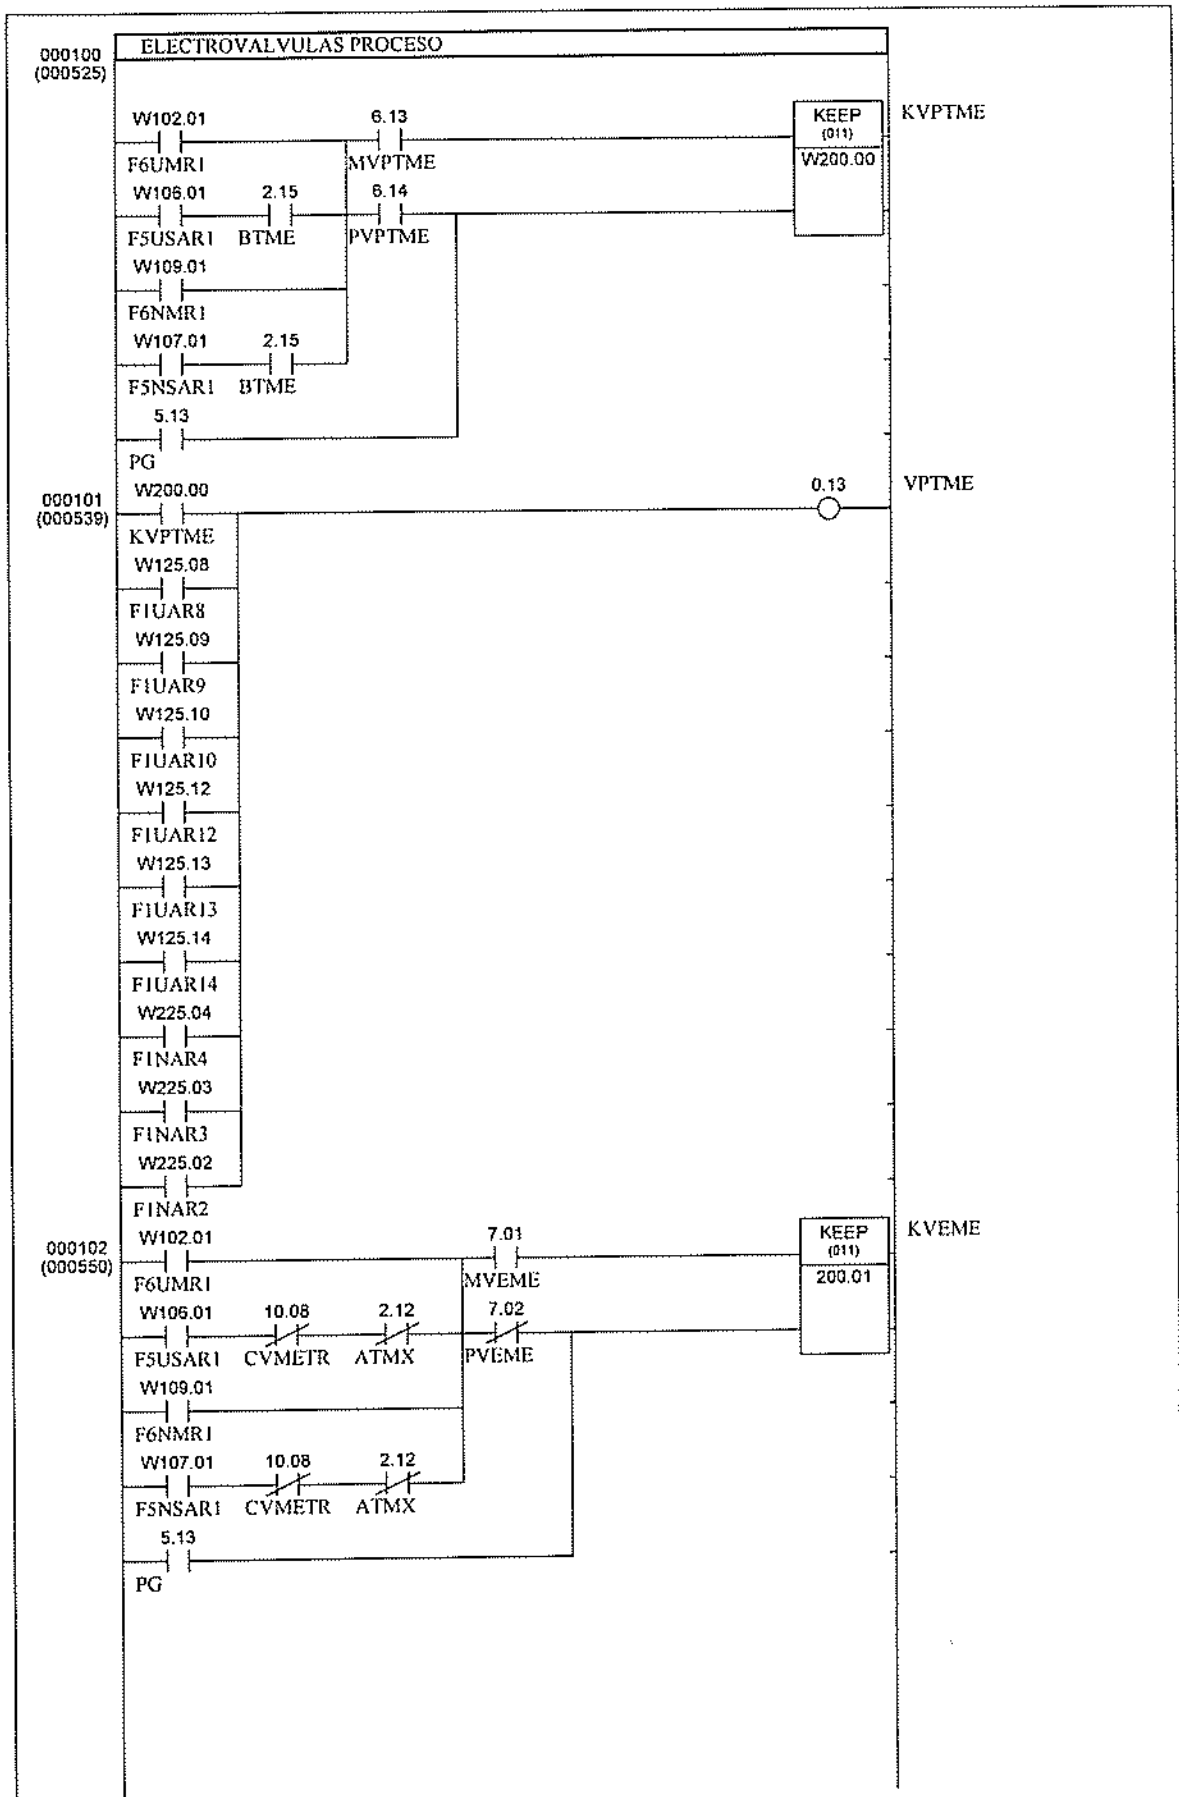 000100
(000525)
ELECTROVALVULAS PROCESO
W102.01 6.13 KEEP KVPTME
(011)
F6UMR1 MVPTME W200.00
W106.01 2.15 6.14
F5USAR1 BTME PVPTME
W109.01
F6NMR1
W107.01 2.15
F5NSAR1 BTME
5.13
PG
000101
(000539)
W200.00 0.13 VPTME
KVPTME
W125.08
F1UAR8
W125.09
F1UAR9
W125.10
F1UAR10
W125.12
F1UAR12
W125.13
F1UAR13
W125.14
F1UAR14
W225.04
F1NAR4
W225.03
F1NAR3
W225.02
F1NAR2
000102
(000550)
W102.01 7.01 KEEP KVEME
(011)
F6UMR1 MVEME 200.01
W106.01 10.08 2.12 7.02
F5USAR1 CVMETR ATMX PVEME
W109.01
F6NMR1
W107.01 10.08 2.12
F5NSAR1 CVMETR ATMX
5.13
PG